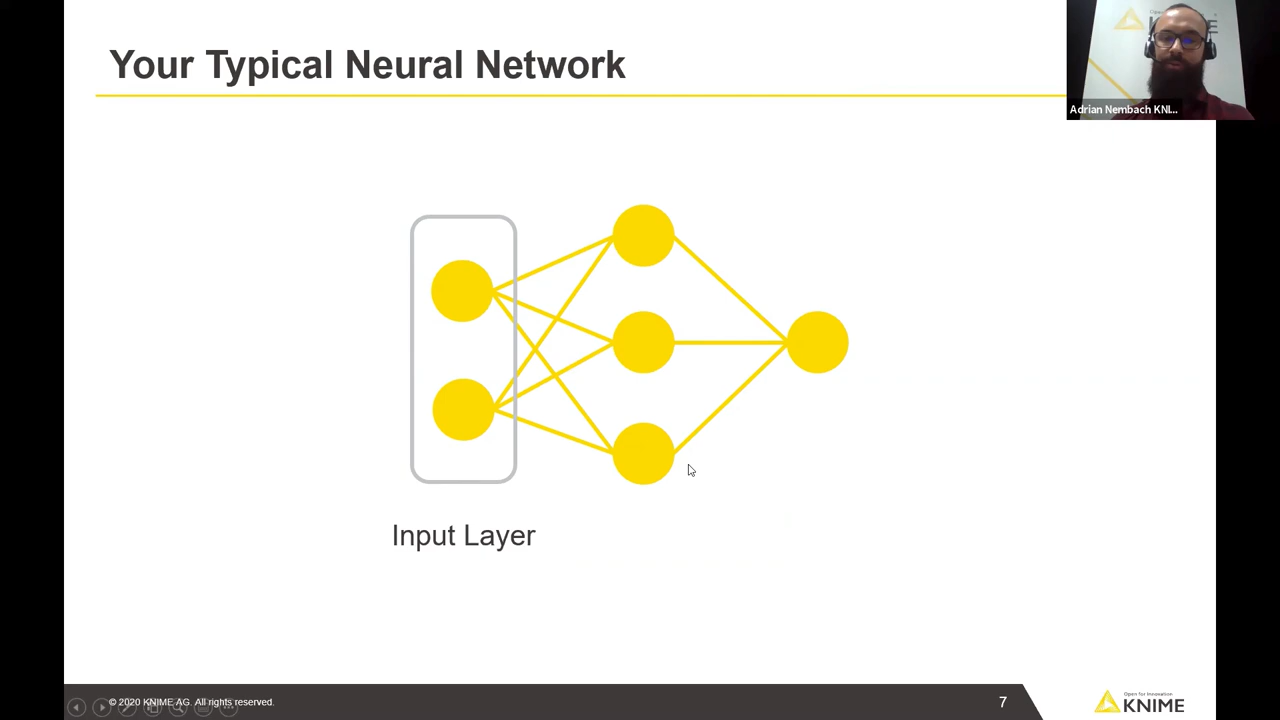 Your Typical Neural Network
Adrian Nembach KNI...
Input Layer
© 2020 KNIME AG. All rights reserved.
7
Open for Innovation
KNIME